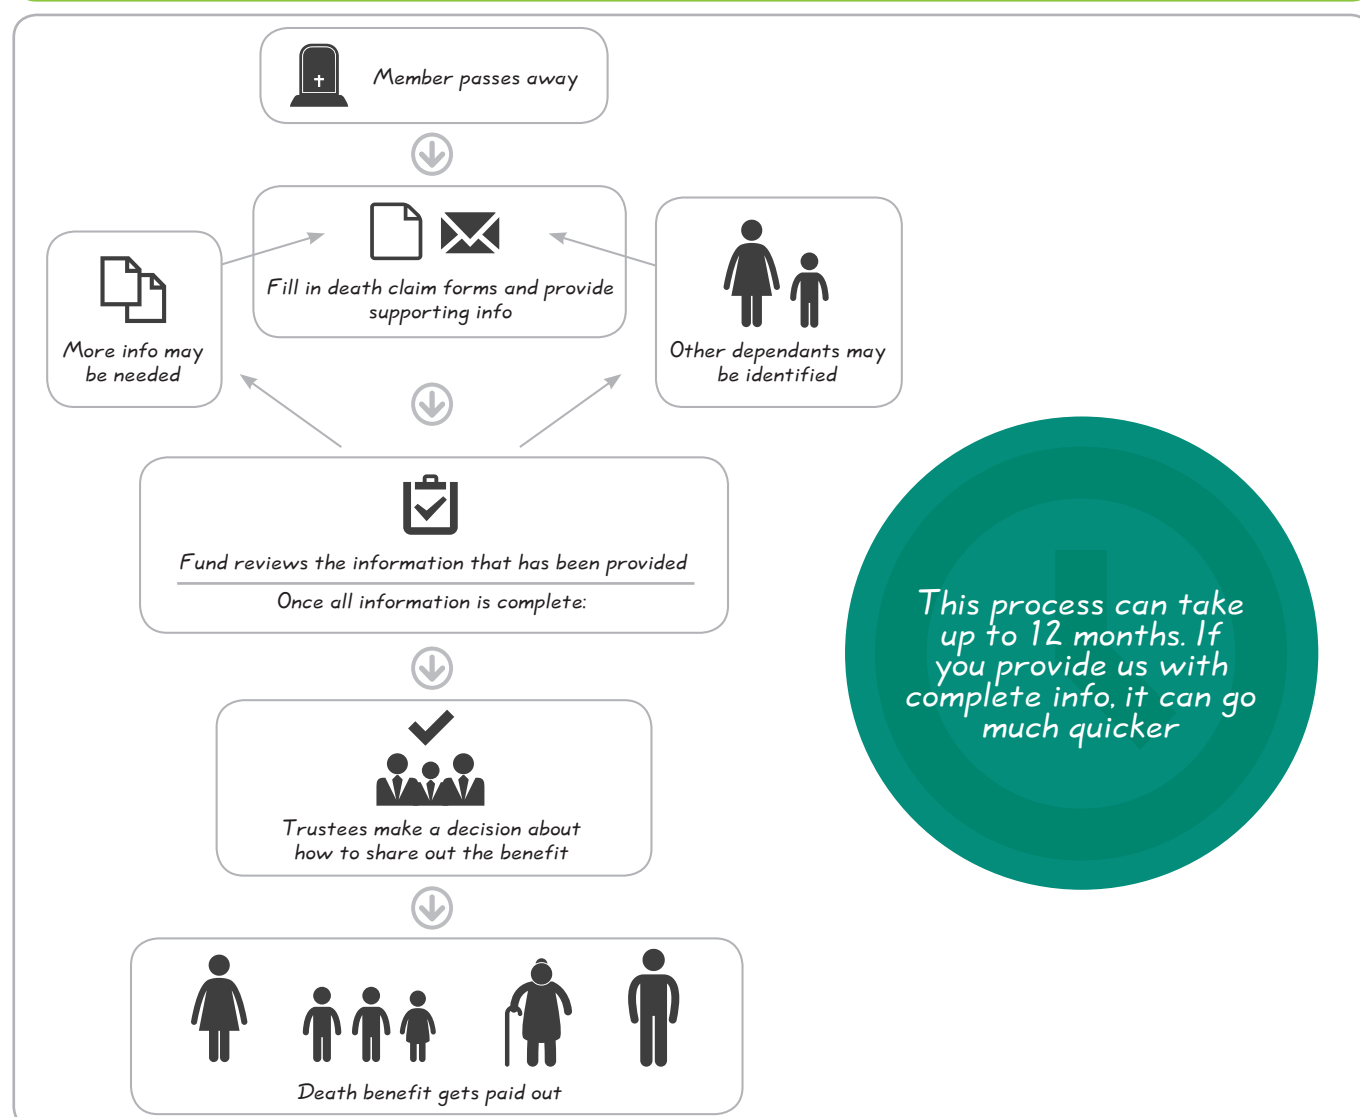 Member passes away
Fill in death claim forms and provide
supporting info
More info may
be needed
Other dependants may
be identified
Fund reviews the information that has been provided
Once all information is complete:
This process can take
up to 12 months. If
you provide us with
complete info, it can go
much quicker
Trustees make a decision about
how to share out the benefit
Death benefit gets paid out